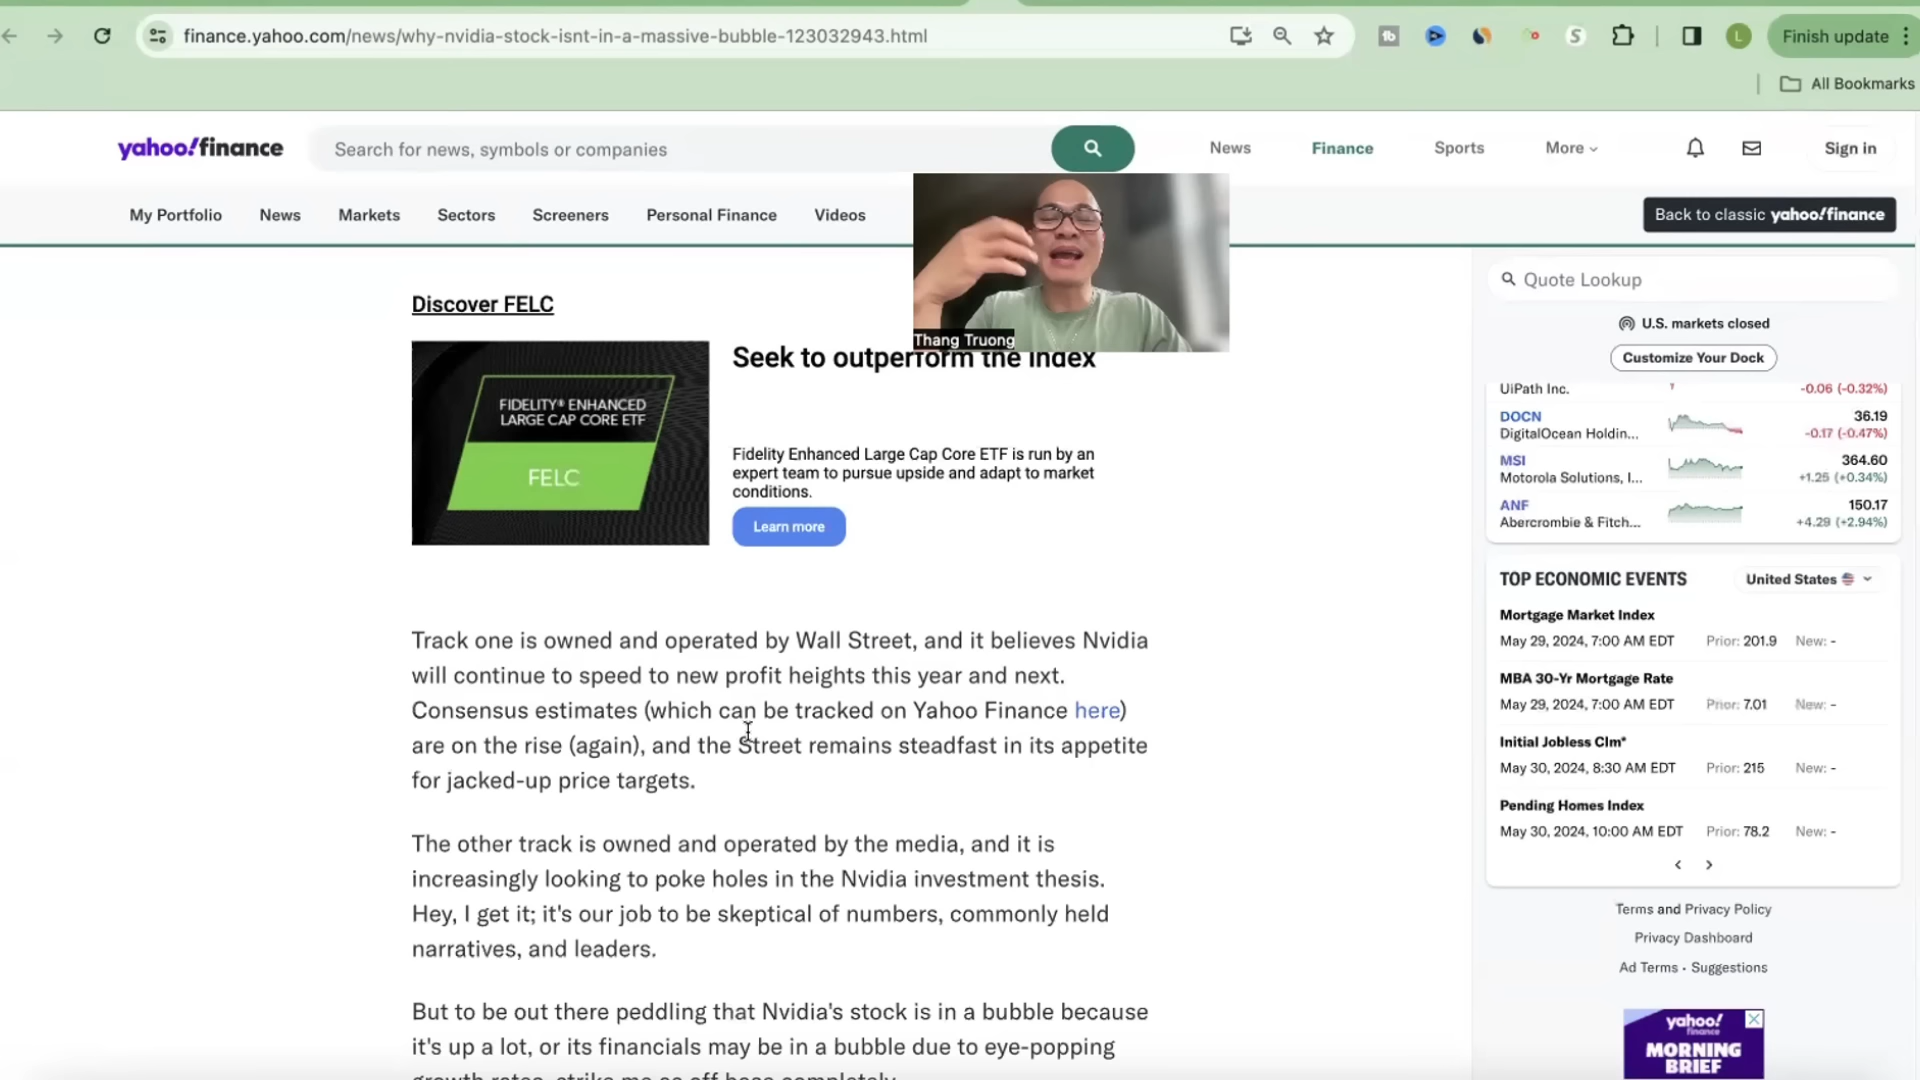 finance.yahoo.com/news/why-nvidia-stock-isnt-in-a-massive-bubble-123032943.html
Finish update
All Bookmarks
yahoo!finance
Search for news, symbols or companies
News
Finance
Sports
More
Sign in
My Portfolio
News
Markets
Sectors
Screeners
Personal Finance
Videos
Back to classic yahoo!finance
Thang Truong
Discover FELC
FIDELITY® ENHANCED
LARGE CAP CORE ETF
FELC
Seek to outperform the index
Fidelity Enhanced Large Cap Core ETF is run by an
expert team to pursue upside and adapt to market
conditions.
Learn more
Track one is owned and operated by Wall Street, and it believes Nvidia
will continue to speed to new profit heights this year and next.
Consensus estimates (which can be tracked on Yahoo Finance here)
are on the rise (again), and the Street remains steadfast in its appetite
for jacked-up price targets.
The other track is owned and operated by the media, and it is
increasingly looking to poke holes in the Nvidia investment thesis.
Hey, I get it; it's our job to be skeptical of numbers, commonly held
narratives, and leaders.
But to be out there peddling that Nvidia's stock is in a bubble because
it's up a lot, or its financials may be in a bubble due to eye-popping
growth rates, strike me as off base completely.
Quote Lookup
U.S. markets closed
Customize Your Dock
UiPath Inc. -0.06 (-0.32%)
DOCN 36.19
DigitalOcean Holdin... -0.17 (-0.47%)
MSI 364.60
Motorola Solutions, I... +1.25 (+0.34%)
ANF 150.17
Abercrombie & Fitch... +4.29 (+2.94%)
TOP ECONOMIC EVENTS United States
Mortgage Market Index
May 29, 2024, 7:00 AM EDT Prior: 201.9 New: -
MBA 30-Yr Mortgage Rate
May 29, 2024, 7:00 AM EDT Prior: 7.01 New: -
Initial Jobless Clm*
May 30, 2024, 8:30 AM EDT Prior: 215 New: -
Pending Homes Index
May 30, 2024, 10:00 AM EDT Prior: 78.2 New: -
Terms and Privacy Policy
Privacy Dashboard
Ad Terms • Suggestions
yahoo!
finance
MORNING
BRIEF
L
tb
S